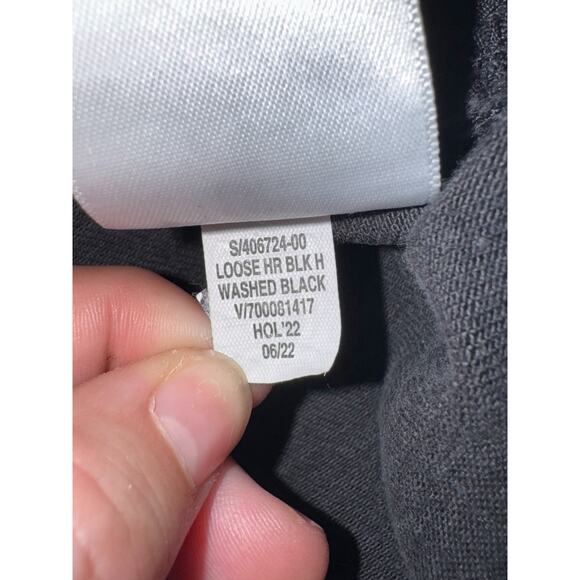 S/406724-00
LOOSE HR BLK H
WASHED BLACK
V/700081417
HOL'22
06/22